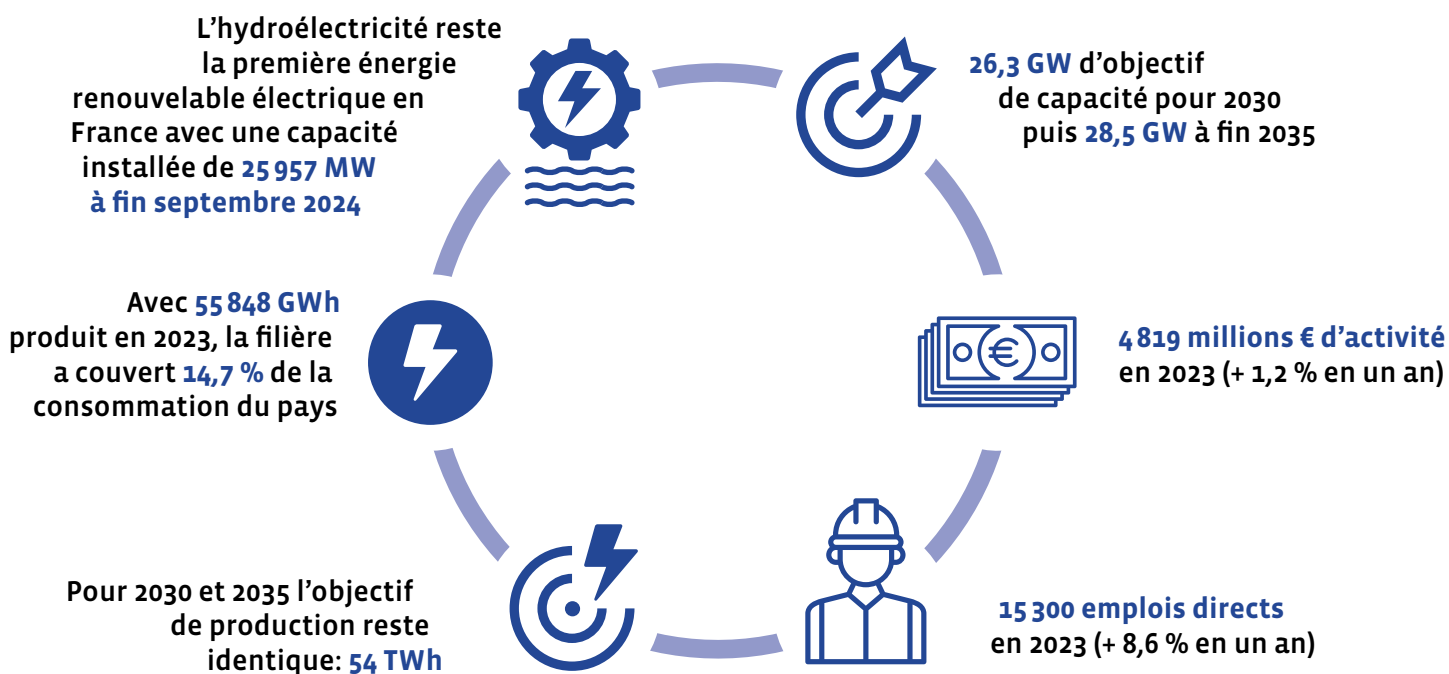 L'hydroélectricité reste
la première énergie
renouvelable électrique en
France avec une capacité
installée de 25 957 MW
à fin septembre 2024
26,3 GW d'objectif
de capacité pour 2030
puis 28,5 GW à fin 2035
Avec 55 848 GWh
produit en 2023, la filière
a couvert 14,7 % de la
consommation du pays
4 819 millions € d'activité
en 2023 (+ 1,2 % en un an)
Pour 2030 et 2035 l'objectif
de production reste
identique: 54 TWh
15 300 emplois directs
en 2023 (+ 8,6 % en un an)